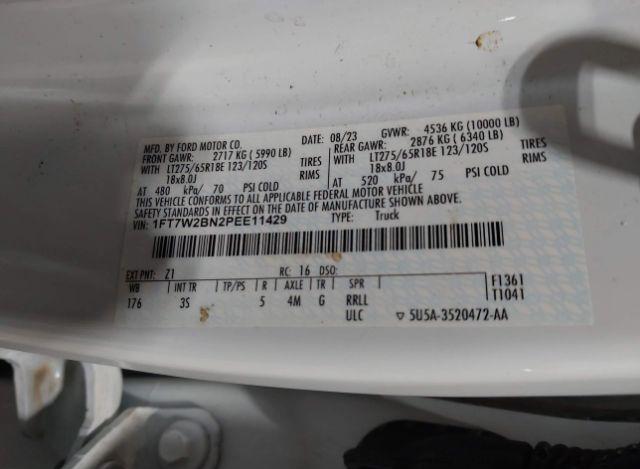 MFD. BY FORD MOTOR CO.
DATE: 08/23 GVWR: 4536 KG (10000 LB)
FRONT GAWR: 2717 KG ( 5990 LB) REAR GAWR: 2876 KG ( 6340 LB)
WITH LT275/65R18E 123/120S TIRES WITH LT275/65R18E 123/120S TIRES
18x8.0J RIMS 18x8.0J RIMS
AT 480 kPa/ 70 PSI COLD AT 520 kPa/ 75 PSI COLD
THIS VEHICLE CONFORMS TO ALL APPLICABLE FEDERAL MOTOR VEHICLE
SAFETY STANDARDS IN EFFECT ON THE DATE OF MANUFACTURE SHOWN ABOVE.
VIN: 1FT7W2BN2PEE11429 TYPE: Truck
EXT PNT: Z1 RC: 16 DSO:
WB INT TR TP/PS R AXLE TR SPR
176 3S 5 4M G RRLL
ULC
F1361
T1041
▽ 5U5A-3520472-AA